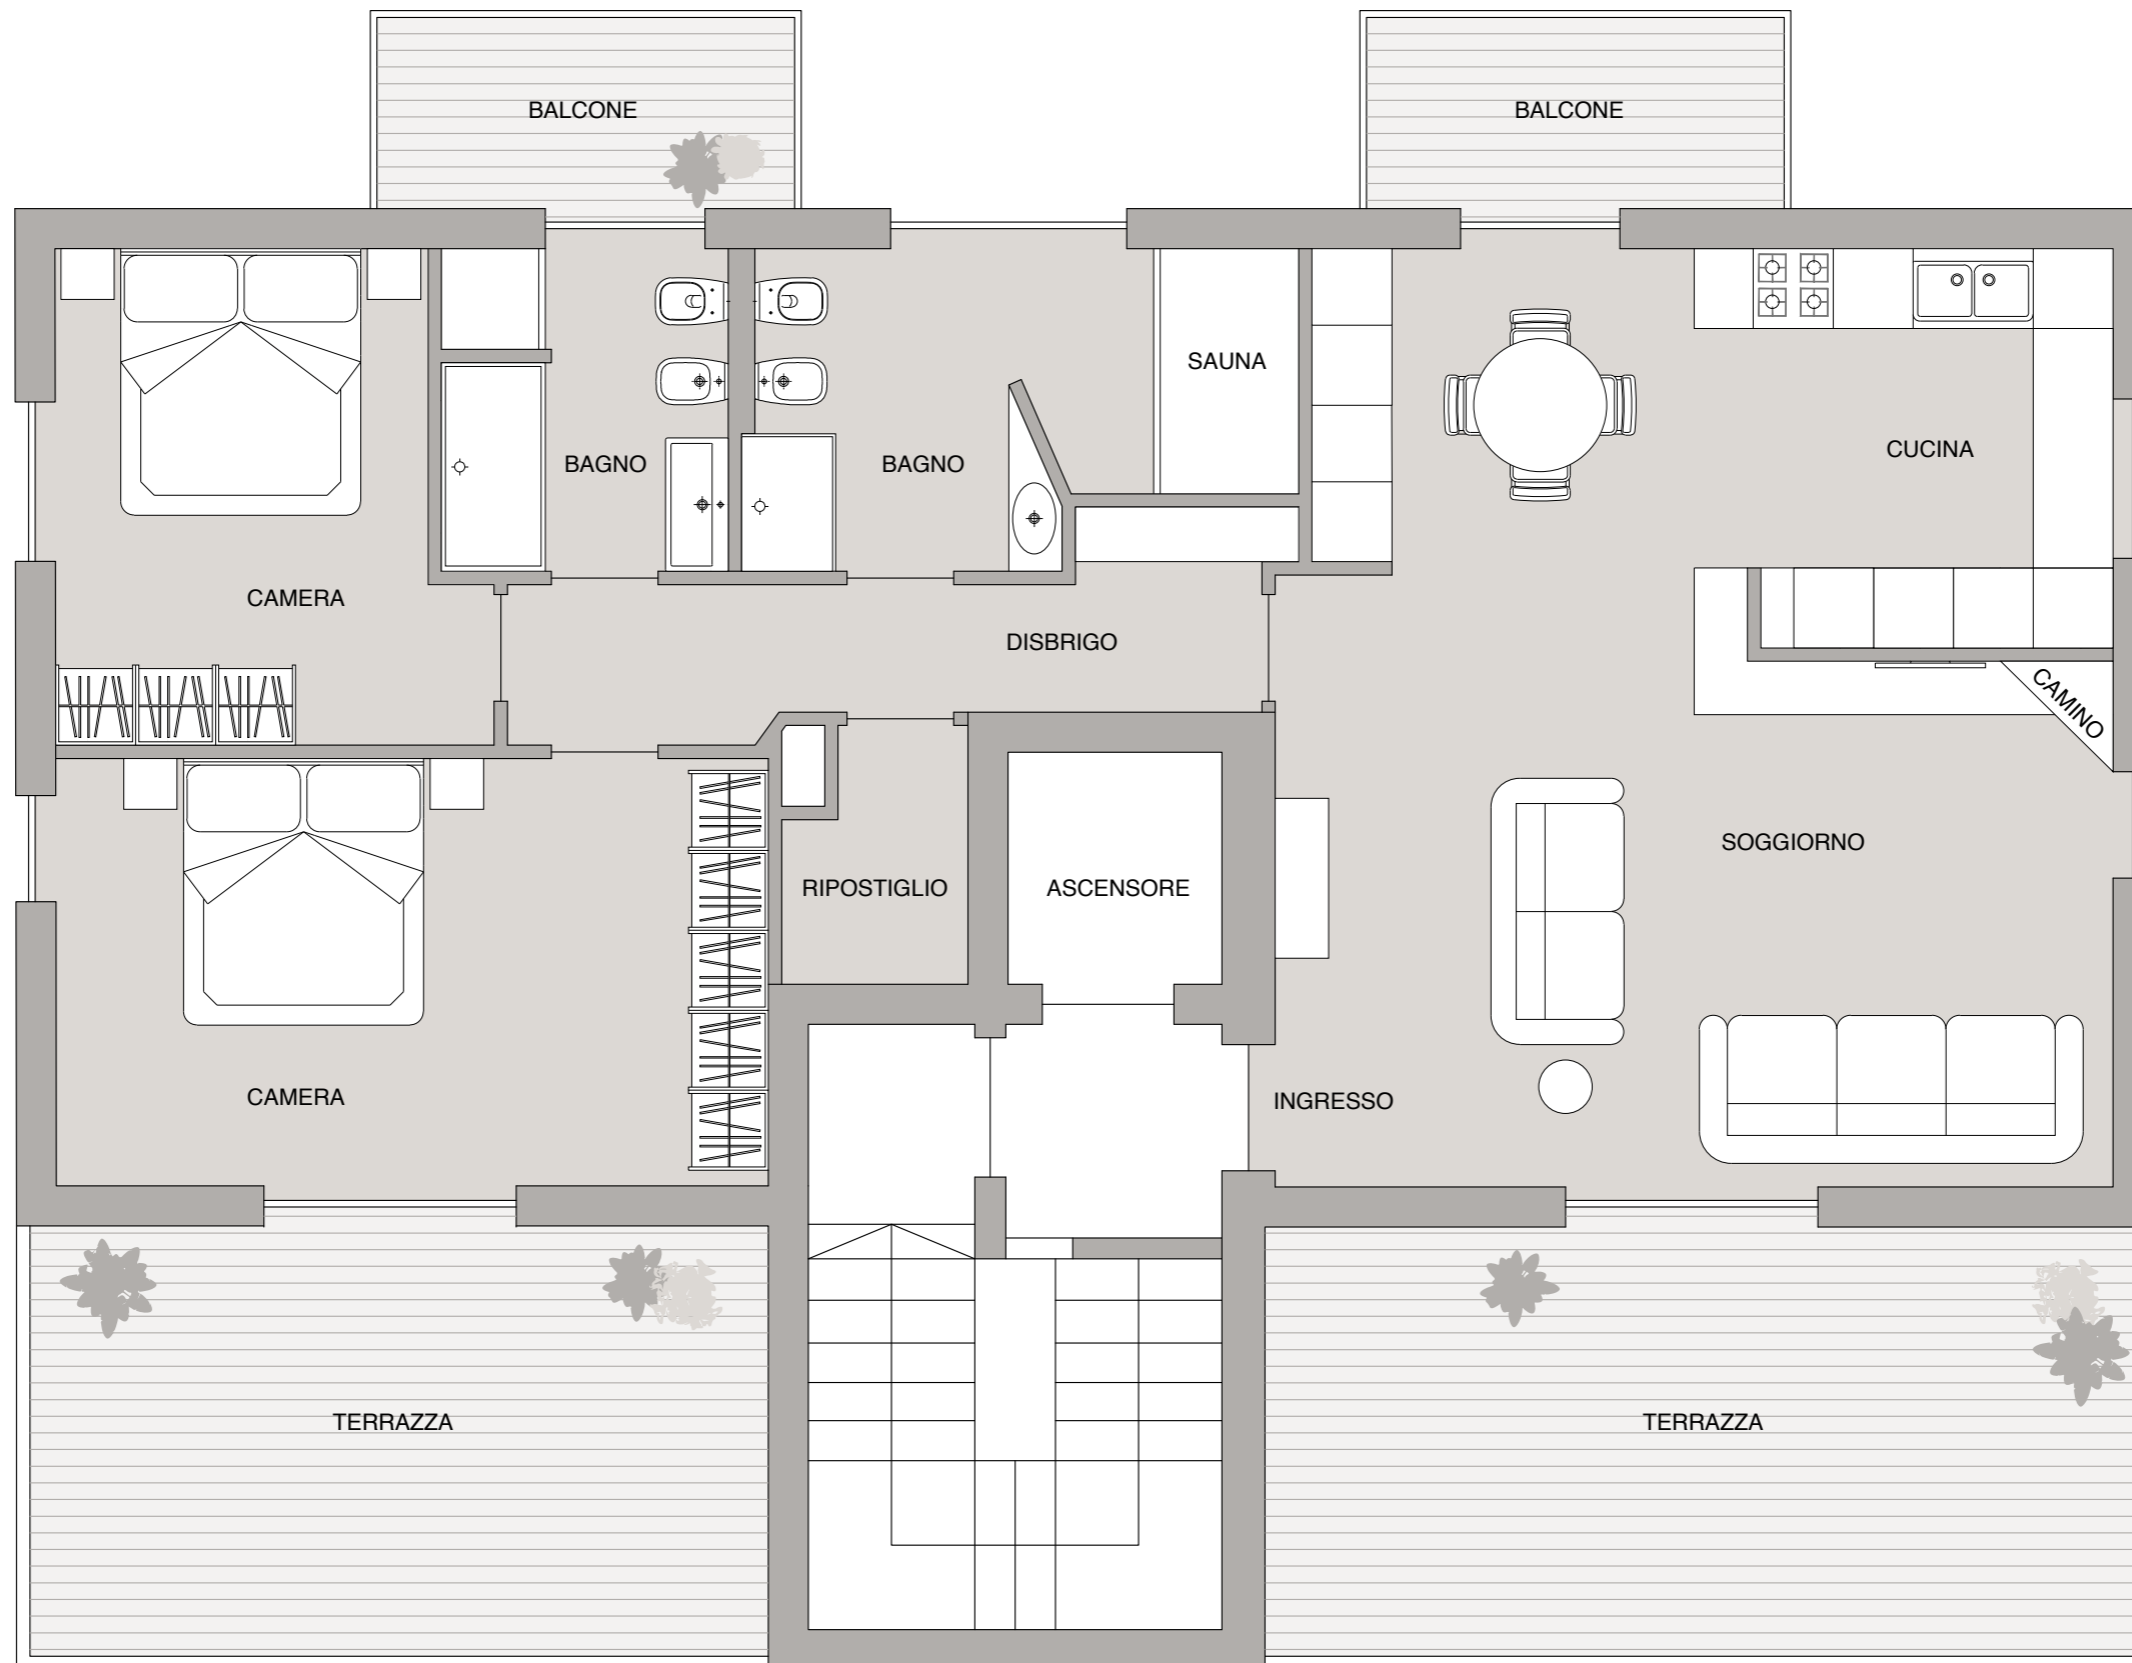 BALCONE
BALCONE
SAUNA
CUCINA
BAGNO
BAGNO
CAMERA
DISBRIGO
CAMINO
SOGGIORNO
RIPOSTIGLIO
ASCENSORE
CAMERA
INGRESSO
TERRAZZA
TERRAZZA